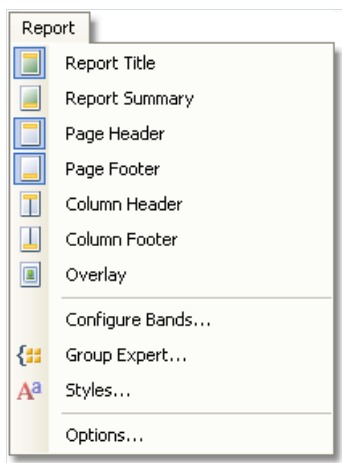 Report
Report Title
Report Summary
Page Header
Page Footer
Column Header
Column Footer
Overlay
Configure Bands...
Group Expert...
Aa Styles...
Options...